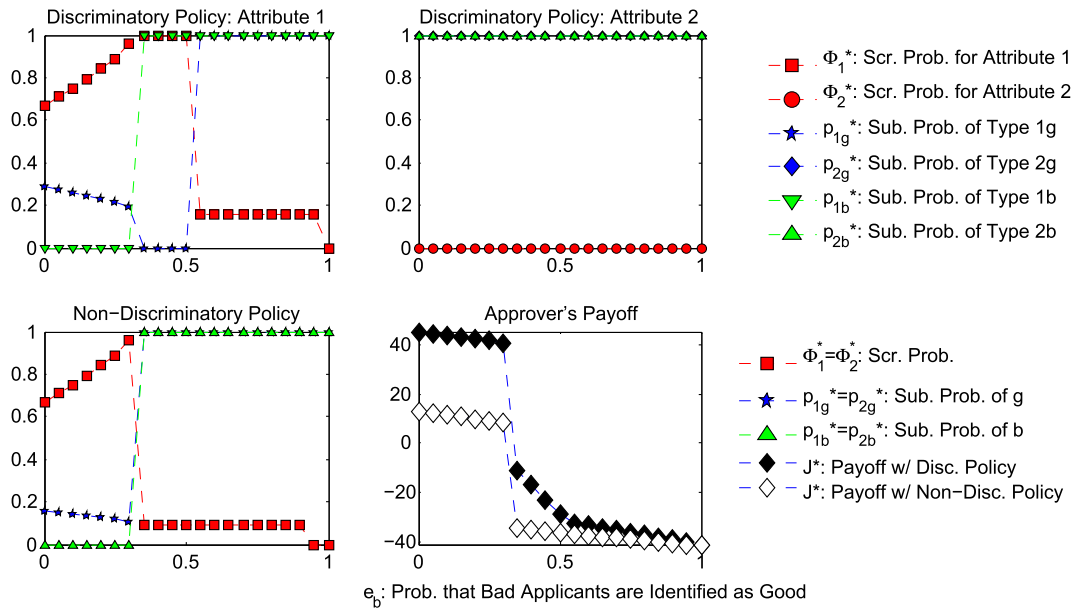 Discriminatory Policy: Attribute 1
1
0.8
0.6
0.4
0.2
0
0
0.5
1
Discriminatory Policy: Attribute 2
1
0.8
0.6
0.4
0.2
0
0
0.5
1
Φ1*: Scr. Prob. for Attribute 1
Φ2*: Scr. Prob. for Attribute 2
p1g*: Sub. Prob. of Type 1g
p2g*: Sub. Prob. of Type 2g
p1b*: Sub. Prob. of Type 1b
p2b*: Sub. Prob. of Type 2b
Non−Discriminatory Policy
1
0.8
0.6
0.4
0.2
0
0
0.5
1
Approver's Payoff
40
20
0
−20
−40
0
0.5
1
Φ1*=Φ2*: Scr. Prob.
p1g*=p2g*: Sub. Prob. of g
p1b*=p2b*: Sub. Prob. of b
J*: Payoff w/ Disc. Policy
J*: Payoff w/ Non−Disc. Policy
eb: Prob. that Bad Applicants are Identified as Good